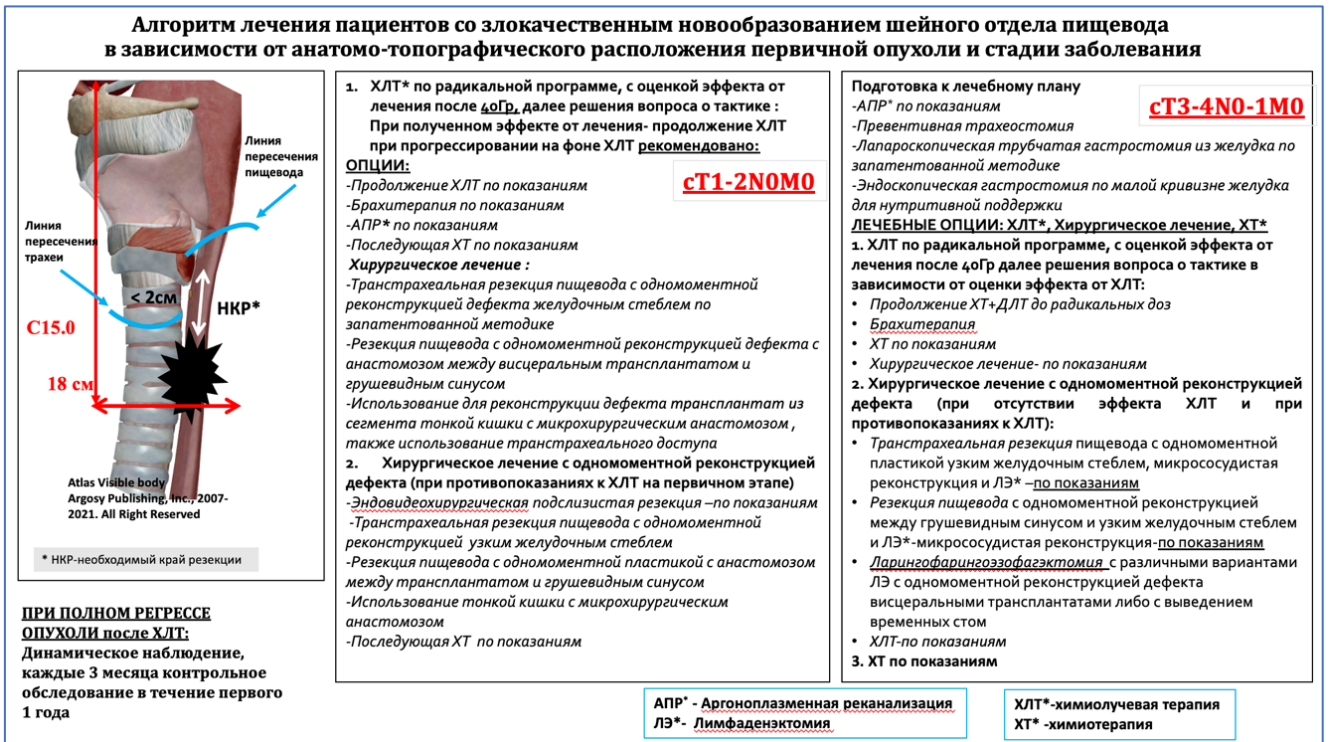 Алгоритм лечения пациентов со злокачественным новообразованием шейного отдела пищевода
в зависимости от анатомо-топографического расположения первичной опухоли и стадии заболевания
Линия
пересечения
пищевода
Линия
пересечения
трахеи
< 2см
НКР*
С15.0
18 см
Atlas Visible body
Argosy Publishing, Inc., 2007-
2021. All Right Reserved
* НКР-необходимый край резекции
ПРИ ПОЛНОМ РЕГРЕССЕ
ОПУХОЛИ после ХЛТ:
Динамическое наблюдение,
каждые 3 месяца контрольное
обследование в течение первого
1 года
1. ХЛТ* по радикальной программе, с оценкой эффекта от
лечения после 40Гр, далее решения вопроса о тактике :
При полученном эффекте от лечения- продолжение ХЛТ
при прогрессировании на фоне ХЛТ рекомендовано:
ОПЦИИ:
сТ1-2N0M0
-Продолжение ХЛТ по показаниям
-Брахитерапия по показаниям
-АПР* по показаниям
-Последующая ХТ по показаниям
Хирургическое лечение :
-Транстрахеальная резекция пищевода с одномоментной
реконструкцией дефекта желудочным стеблем по
запатентованной методике
-Резекция пищевода с одномоментной реконструкцией дефекта с
анастомозом между висцеральным трансплантатом и
грушевидным синусом
-Использование для реконструкции дефекта трансплантат из
сегмента тонкой кишки с микрохирургическим анастомозом ,
также использование транстрахеального доступа
2. Хирургическое лечение с одномоментной реконструкцией
дефекта (при противопоказаниях к ХЛТ на первичном этапе)
-Эндовидеохирургическая подслизистая резекция –по показаниям
-Транстрахеальная резекция пищевода с одномоментной
реконструкцией узким желудочным стеблем
-Резекция пищевода с одномоментной пластикой с анастомозом
между трансплантатом и грушевидным синусом
-Использование тонкой кишки с микрохирургическим
анастомозом
-Последующая ХТ по показаниям
Подготовка к лечебному плану
сТ3-4N0-1M0
-АПР* по показаниям
-Превентивная трахеостомия
-Лапароскопическая трубчатая гастростомия из желудка по
запатентованной методике
-Эндоскопическая гастростомия по малой кривизне желудка
для нутритивной поддержки
ЛЕЧЕБНЫЕ ОПЦИИ: ХЛТ*, Хирургическое лечение, ХТ*
1. ХЛТ по радикальной программе, с оценкой эффекта от
лечения после 40Гр далее решения вопроса о тактике в
зависимости от оценки эффекта от ХЛТ:
• Продолжение ХТ+ДЛТ до радикальных доз
• Брахитерапия
• ХТ по показаниям
• Хирургическое лечение- по показаниям
2. Хирургическое лечение с одномоментной реконструкцией
дефекта (при отсутствии эффекта ХЛТ и при
противопоказаниях к ХЛТ):
• Транстрахеальная резекция пищевода с одномоментной
пластикой узким желудочным стеблем, микрососудистая
реконструкция и ЛЭ* –по показаниям
• Резекция пищевода с одномоментной реконструкцией
между грушевидным синусом и узким желудочным стеблем
и ЛЭ*-микрососудистая реконструкция-по показаниям
• Ларингофарингоэзофагэктомия с различными вариантами
ЛЭ с одномоментной реконструкцией дефекта
висцеральными трансплантатами либо с выведением
временных стом
• ХЛТ-по показаниям
3. ХТ по показаниям
АПР* - Аргоноплазменная реканализация
ЛЭ*- Лимфаденэктомия
ХЛТ*-химиолучевая терапия
ХТ* -химиотерапия